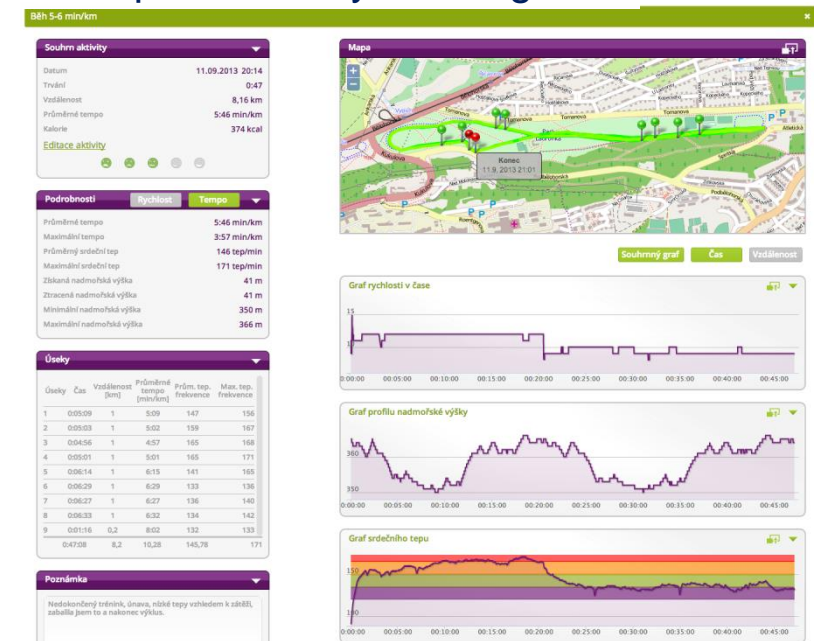 Běh 5-6 min/km
Souhrn aktivity
Datum 11.09.2013 20:14
Trvání 0:47
Vzdálenost 8,16 km
Průměrné tempo 5:46 min/km
Kalorie 374 kcal
Editace aktivity
Podrobnosti Rychlost Tempo
Průměrné tempo 5:46 min/km
Maximální tempo 3:57 min/km
Průměrný srdeční tep 146 tep/min
Maximální srdeční tep 171 tep/min
Získaná nadmořská výška 41 m
Ztracená nadmořská výška 41 m
Minimální nadmořská výška 350 m
Maximální nadmořská výška 366 m
Úseky
Úseky Čas Vzdálenost [km] Průměrné tempo [min/km] Prům. tep. frekvence Max. tep. frekvence
1 0:05:09 1 5:09 147 156
2 0:05:03 1 5:02 159 167
3 0:04:56 1 4:57 165 168
4 0:05:01 1 5:01 165 171
5 0:06:14 1 6:15 141 165
6 0:06:29 1 6:29 133 136
7 0:06:27 1 6:27 136 140
8 0:06:33 1 6:32 134 142
9 0:01:16 0,2 8:02 132 133
0:47:08 8,2 10,28 145,78 171
Poznámka
Nedokončený trénink, únava, nízké tepy vzhledem k zátěži,
zabalila jsem to a nakonec výklus.
Mapa
Tomanova
Tomanova
Tomanova
Kukulova
Bělohorská
Atletická
Park
Ladronka
Konec
11.9. 2013 21:01
Souhrnný graf Čas Vzdálenost
Graf rychlosti v čase
15
0:00:00 00:05:00 00:10:00 00:15:00 00:20:00 00:25:00 00:30:00 00:35:00 00:40:00 00:45:00
Graf profilu nadmořské výšky
360
350
0:00:00 00:05:00 00:10:00 00:15:00 00:20:00 00:25:00 00:30:00 00:35:00 00:40:00 00:45:00
Graf srdečního tepu
150
100
0:00:00 00:05:00 00:10:00 00:15:00 00:20:00 00:25:00 00:30:00 00:35:00 00:40:00 00:45:00